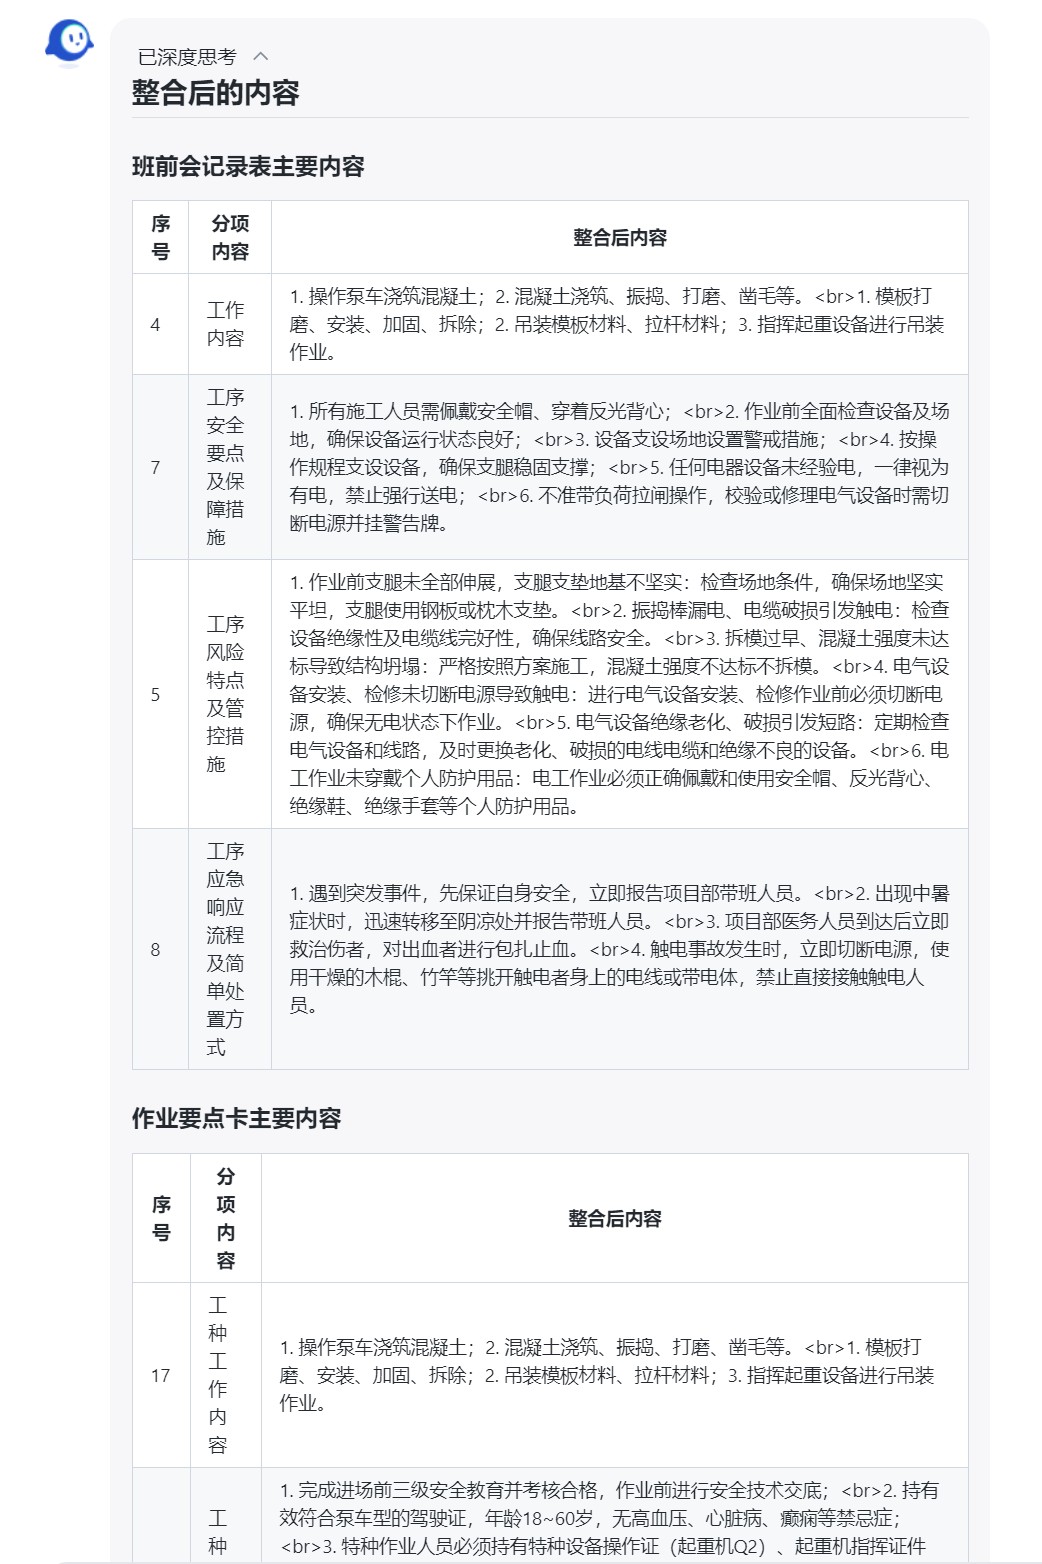 已深度思考
整合后的内容
班前会记录表主要内容
序号 分项内容 整合后内容
4
工作
内容
1. 操作泵车浇筑混凝土；2. 混凝土浇筑、振捣、打磨、凿毛等。<br>1. 模板打
磨、安装、加固、拆除；2. 吊装模板材料、拉杆材料；3. 指挥起重设备进行吊装
作业。
7
工序
安全
要点
及保
障措
施
1. 所有施工人员需佩戴安全帽、穿着反光背心；<br>2. 作业前全面检查设备及场
地，确保设备运行状态良好；<br>3. 设备支设场地设置警戒措施；<br>4. 按操
作规程支设设备，确保支腿稳固支撑；<br>5. 任何电器设备未经验电，一律视为
有电，禁止强行送电；<br>6. 不准带负荷拉闸操作，校验或修理电气设备时需切
断电源并挂警告牌。
5
工序
风险
特点
及管
控措
施
1. 作业前支腿未全部伸展，支腿支垫地基不坚实：检查场地条件，确保场地坚实
平坦，支腿使用钢板或枕木支垫。<br>2. 振捣棒漏电、电缆破损引发触电：检查
设备绝缘性及电缆线完好性，确保线路安全。<br>3. 拆模过早、混凝土强度未达
标导致结构坍塌：严格按照方案施工，混凝土强度不达标不拆模。<br>4. 电气设
备安装、检修未切断电源导致触电：进行电气设备安装、检修作业前必须切断电
源，确保无电状态下作业。<br>5. 电气设备绝缘老化、破损引发短路：定期检查
电气设备和线路，及时更换老化、破损的电线电缆和绝缘不良的设备。<br>6. 电
工作业未穿戴个人防护用品：电工作业必须正确佩戴和使用安全帽、反光背心、
绝缘鞋、绝缘手套等个人防护用品。
8
工序
应急
响应
流程
及简
单处
置方
式
1. 遇到突发事件，先保证自身安全，立即报告项目部带班人员。<br>2. 出现中暑
症状时，迅速转移至阴凉处并报告带班人员。<br>3. 项目部医务人员到达后立即
救治伤者，对出血者进行包扎止血。<br>4. 触电事故发生时，立即切断电源，使
用干燥的木棍、竹竿等挑开触电者身上的电线或带电体，禁止直接接触触电人
员。
作业要点卡主要内容
序号 分项内容 整合后内容
17
工
种
工
作
内
容
1. 操作泵车浇筑混凝土；2. 混凝土浇筑、振捣、打磨、凿毛等。<br>1. 模板打
磨、安装、加固、拆除；2. 吊装模板材料、拉杆材料；3. 指挥起重设备进行吊装
作业。
工
种
1. 完成进场前三级安全教育并考核合格，作业前进行安全技术交底；<br>2. 持有
效符合泵车型的驾驶证，年龄18~60岁，无高血压、心脏病、癫痫等禁忌症；
<br>3. 特种作业人员必须持有特种设备操作证（起重机Q2）、起重机指挥证件